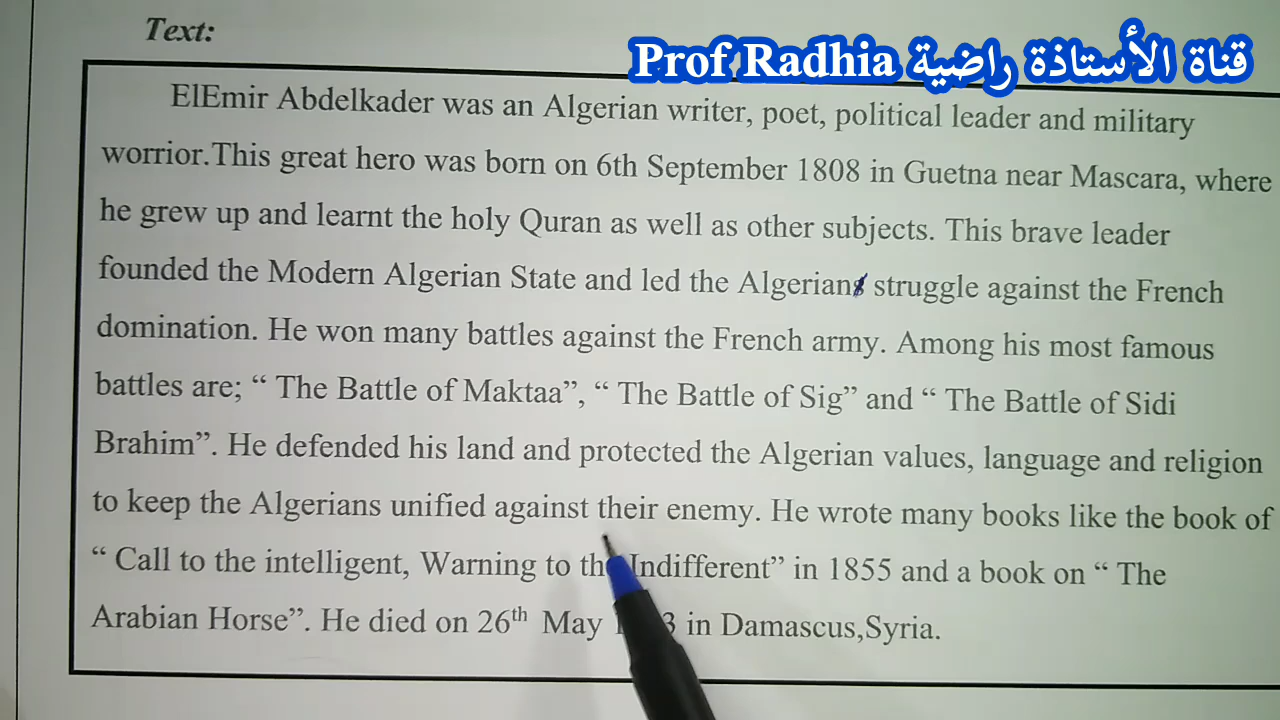 Text:
Prof Radhia قناة الأستاذة راضية
ElEmir Abdelkader was an Algerian writer, poet, political leader and military
worrior.This great hero was born on 6th September 1808 in Guetna near Mascara, where
he grew up and learnt the holy Quran as well as other subjects. This brave leader
founded the Modern Algerian State and led the Algerian struggle against the French
domination. He won many battles against the French army. Among his most famous
battles are; “ The Battle of Maktaa”, “ The Battle of Sig” and “ The Battle of Sidi
Brahim”. He defended his land and protected the Algerian values, language and religion
to keep the Algerians unified against their enemy. He wrote many books like the book of
“ Call to the intelligent, Warning to the Indifferent” in 1855 and a book on “ The
Arabian Horse”. He died on 26th May in Damascus,Syria.